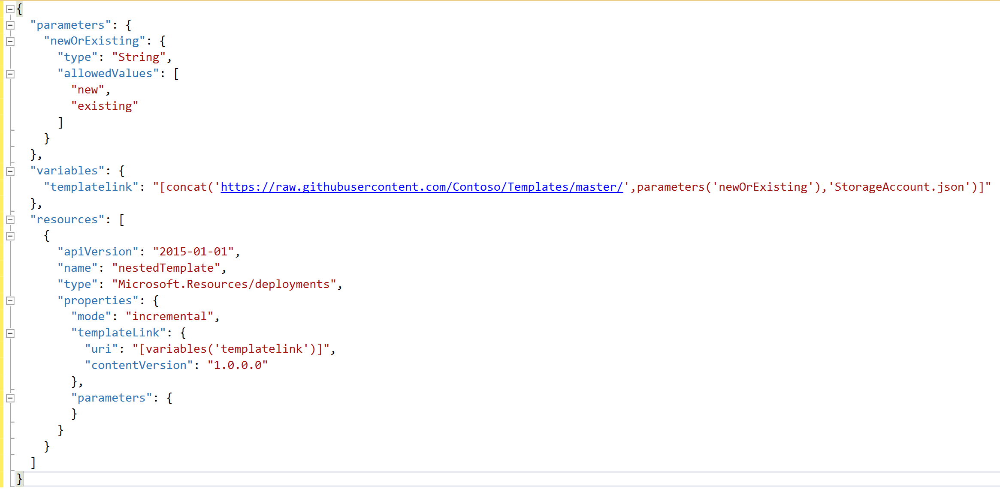 {
  "parameters": {
    "newOrExisting": {
      "type": "String",
      "allowedValues": [
        "new",
        "existing"
      ]
    }
  },
  "variables": {
    "templatelink": "[concat('https://raw.githubusercontent.com/Contoso/Templates/master/',parameters('newOrExisting'),'StorageAccount.json')]"
  },
  "resources": [
    {
      "apiVersion": "2015-01-01",
      "name": "nestedTemplate",
      "type": "Microsoft.Resources/deployments",
      "properties": {
        "mode": "incremental",
        "templateLink": {
          "uri": "[variables('templatelink')]",
          "contentVersion": "1.0.0.0"
        },
        "parameters": {
        }
      }
    }
  ]
}